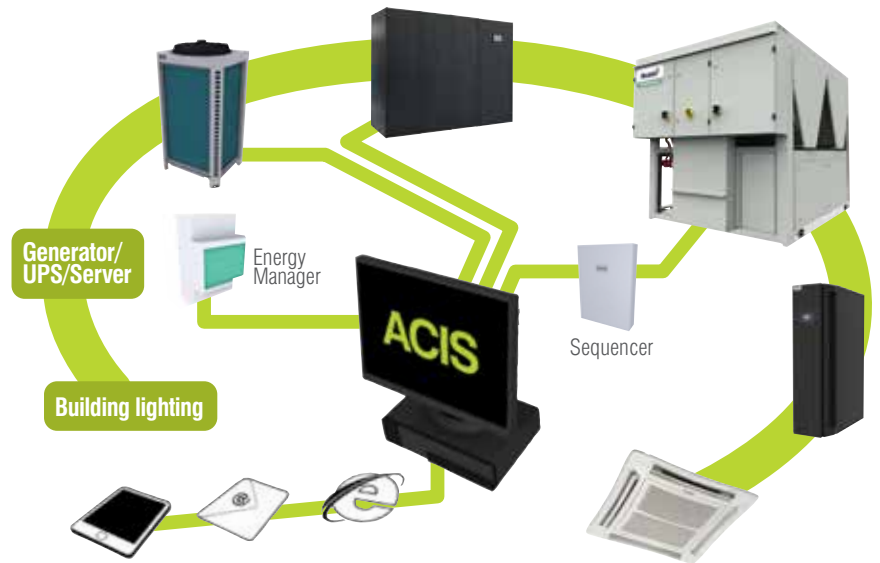 Generator/
UPS/Server
Energy
Manager
ACIS
Sequencer
Building lighting
@